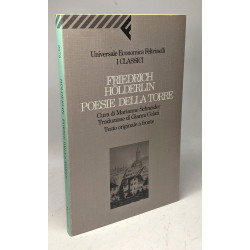 Universale Economica Feltrinelli
I CLASSICI
FRIEDRICH
HÖLDERLIN
POESIE DELLA TORRE
Cura di Marianne Schneider
Traduzione di Gianni Celati
Testo originale a fronte